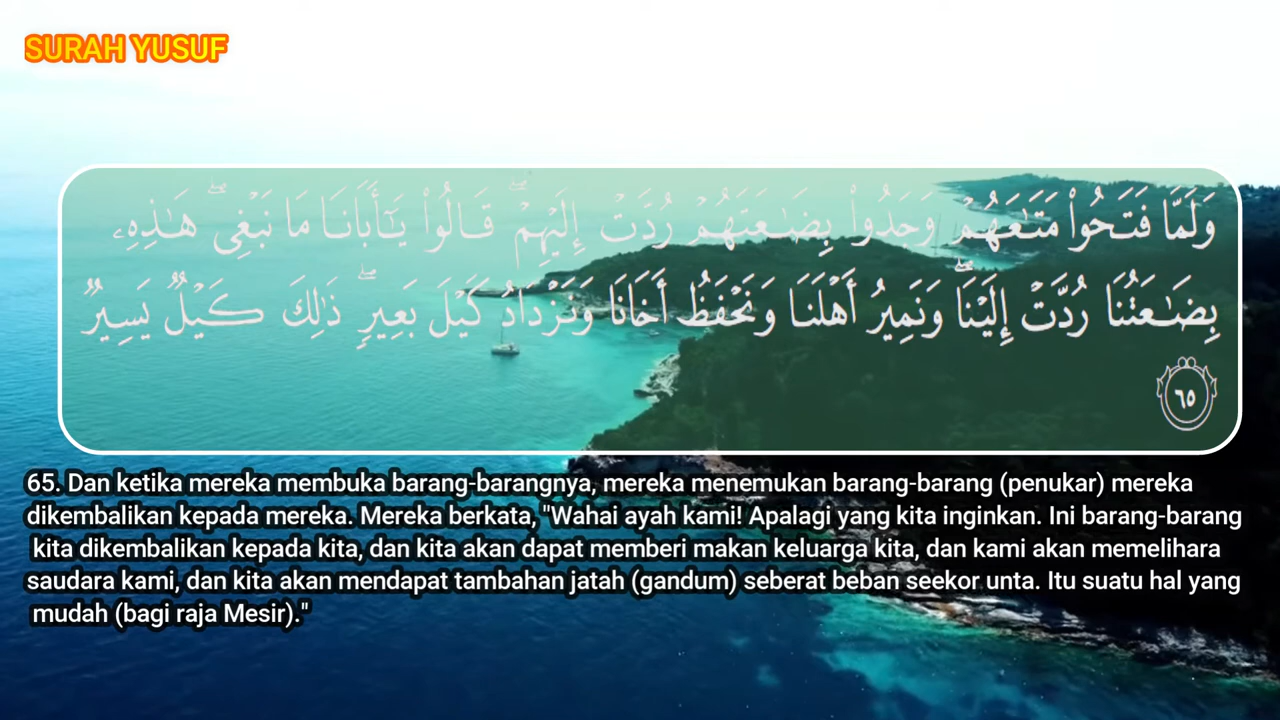 SURAH YUSUF
وَلَمَّا فَتَحُوا۟ مَتَـٰعَهُمْ وَجَدُوا۟ بِضَـٰعَتَهُمْ رُدَّتْ إِلَيْهِمْ ۖ قَالُوا۟ يَـٰٓأَبَانَا مَا نَبْغِى ۖ هَـٰذِهِۦ
بِضَـٰعَتُنَا رُدَّتْ إِلَيْنَا ۖ وَنَمِيرُ أَهْلَنَا وَنَحْفَظُ أَخَانَا وَنَزْدَادُ كَيْلَ بَعِيرٍ ۖ ذَٰلِكَ كَيْلٌ يَسِيرٌ
٦٥
65. Dan ketika mereka membuka barang-barangnya, mereka menemukan barang-barang (penukar) mereka
dikembalikan kepada mereka. Mereka berkata, "Wahai ayah kami! Apalagi yang kita inginkan. Ini barang-barang
kita dikembalikan kepada kita, dan kita akan dapat memberi makan keluarga kita, dan kami akan memelihara
saudara kami, dan kita akan mendapat tambahan jatah (gandum) seberat beban seekor unta. Itu suatu hal yang
mudah (bagi raja Mesir)."